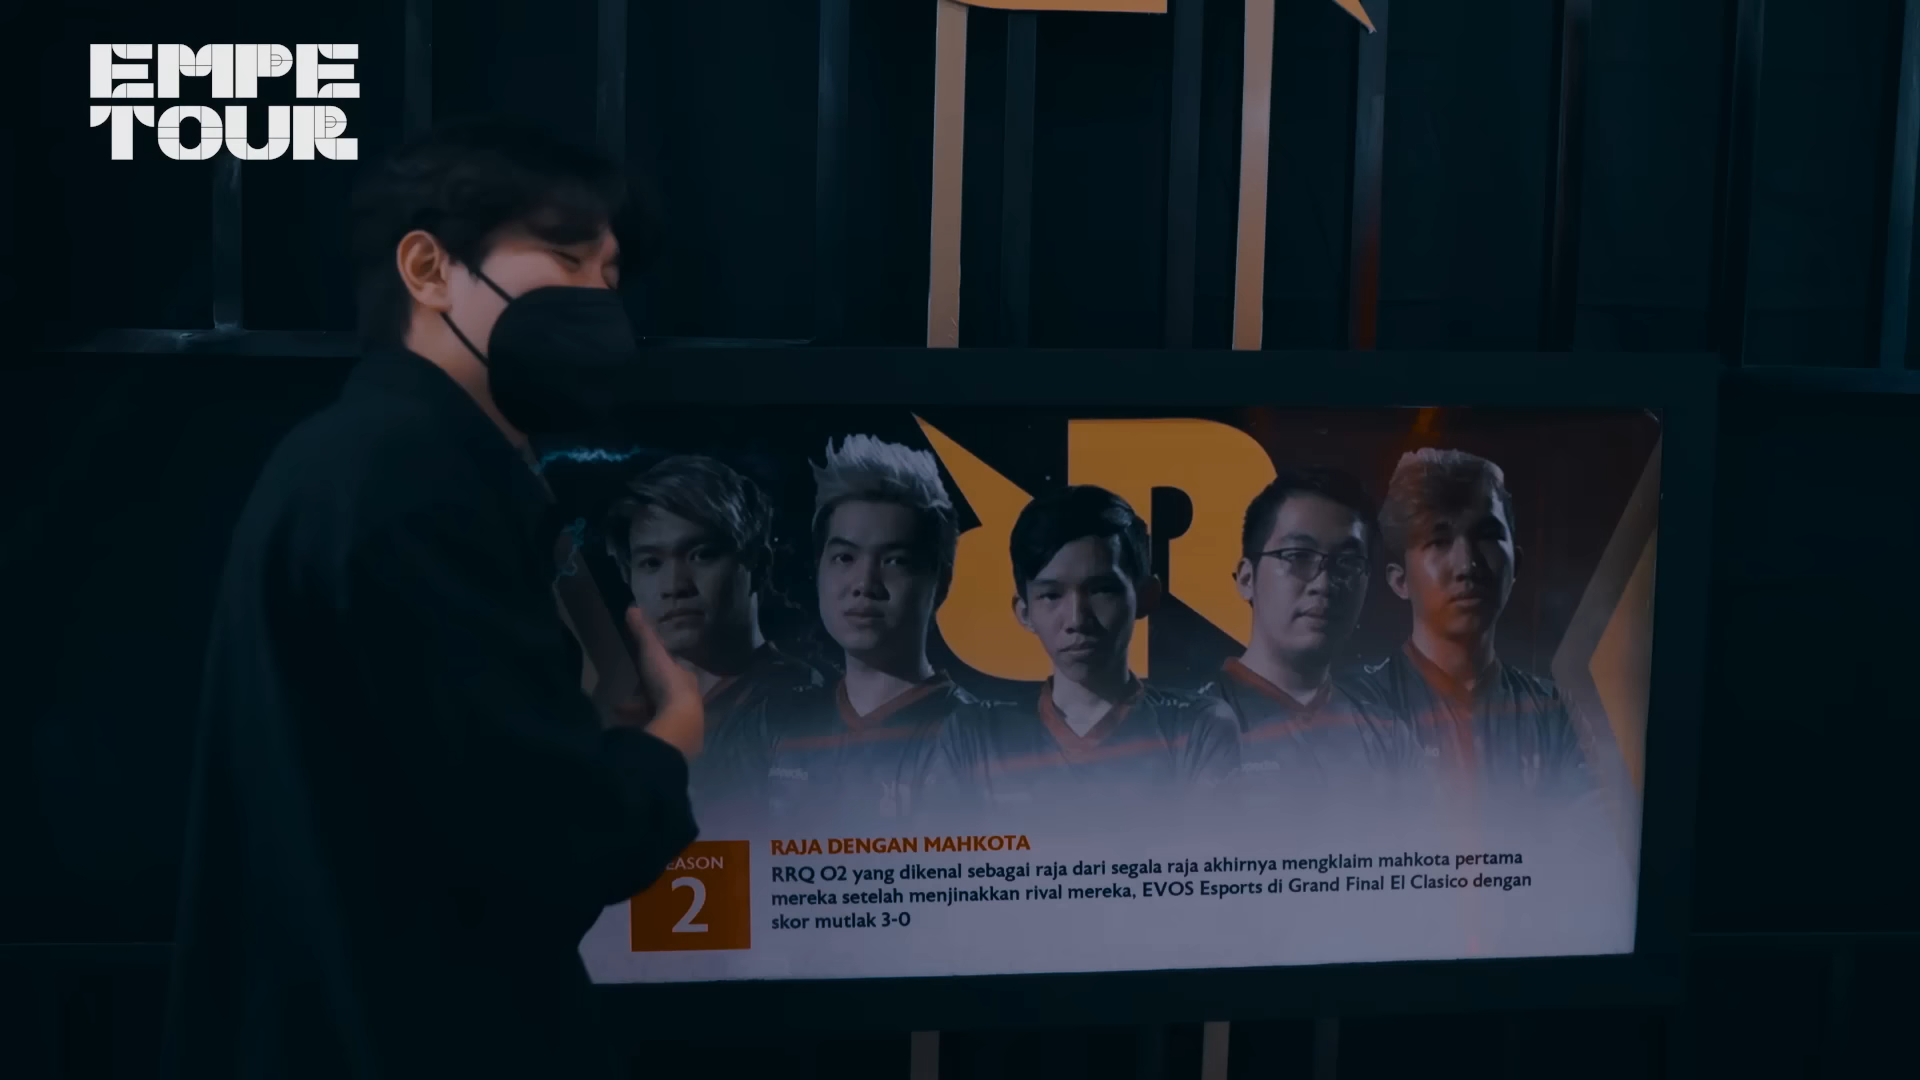 EMPE
TOUR
EASON
2
RAJA DENGAN MAHKOTA
RRQ O2 yang dikenal sebagai raja dari segala raja akhirnya mengklaim mahkota pertama
mereka setelah menjinakkan rival mereka, EVOS Esports di Grand Final El Clasico dengan
skor mutlak 3-0